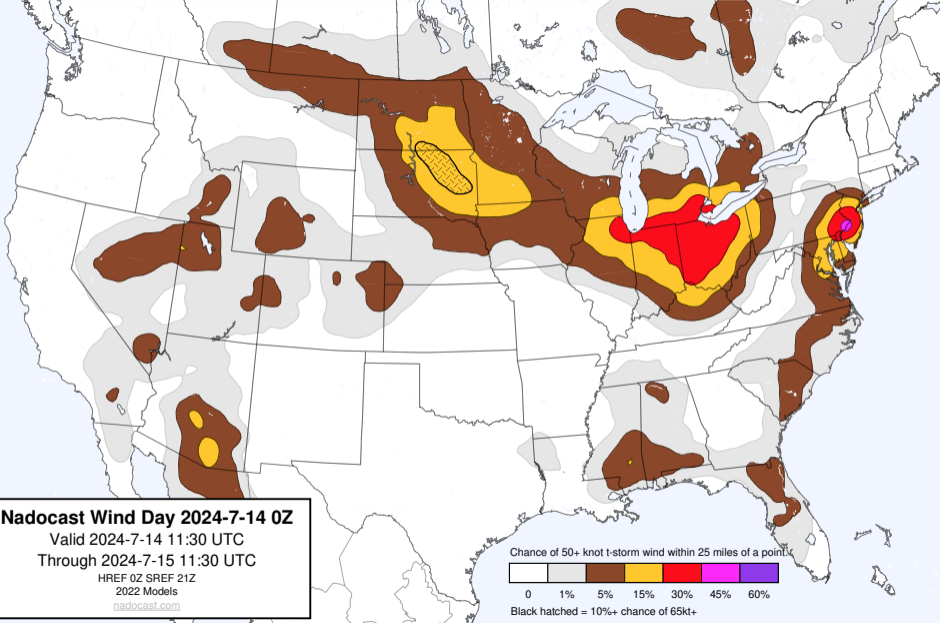 Nadocast Wind Day 2024-7-14 0Z
Valid 2024-7-14 11:30 UTC
Through 2024-7-15 11:30 UTC
HREF 0Z SREF 21Z
2022 Models
nadocast.com
Chance of 50+ knot t-storm wind within 25 miles of a point.
0 1% 5% 15% 30% 45% 60%
Black hatched = 10%+ chance of 65kt+